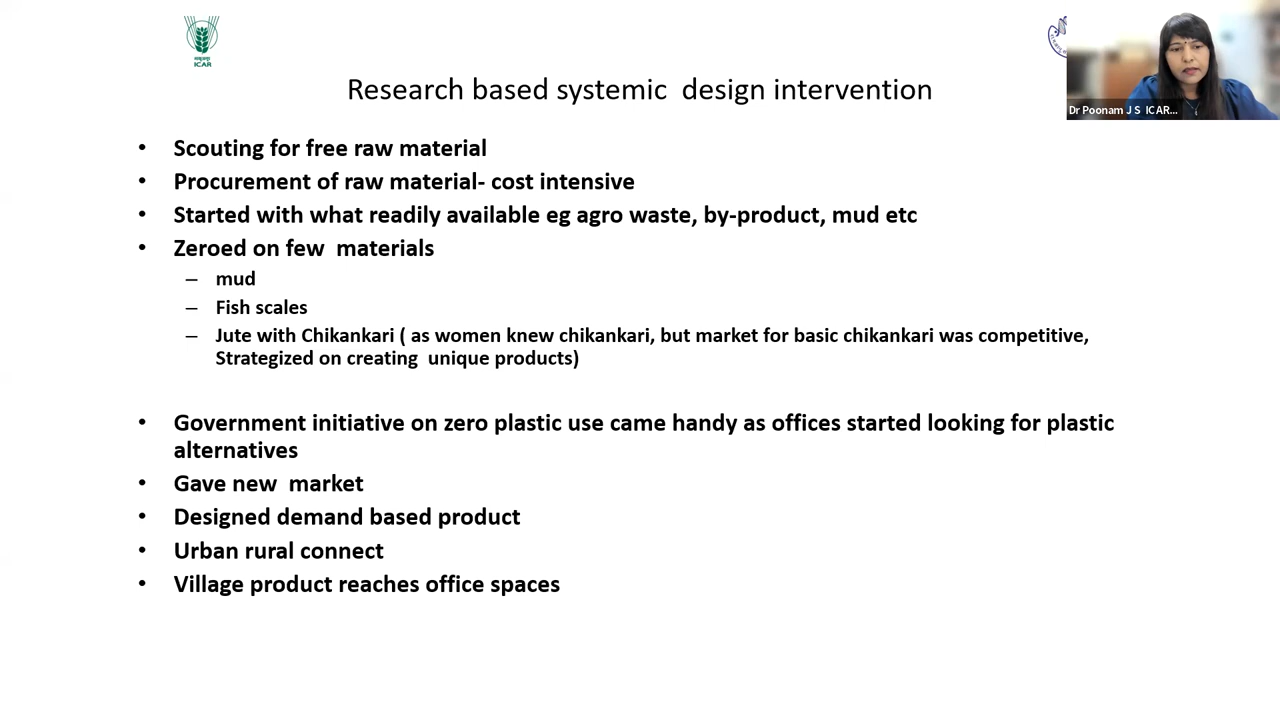 ICAR
Research based systemic  design intervention
Dr Poonam J S  ICAR...
• Scouting for free raw material
• Procurement of raw material- cost intensive
• Started with what readily available eg agro waste, by-product, mud etc
• Zeroed on few  materials
– mud
– Fish scales
– Jute with Chikankari ( as women knew chikankari, but market for basic chikankari was competitive,
Strategized on creating  unique products)
• Government initiative on zero plastic use came handy as offices started looking for plastic
alternatives
• Gave new  market
• Designed demand based product
• Urban rural connect
• Village product reaches office spaces